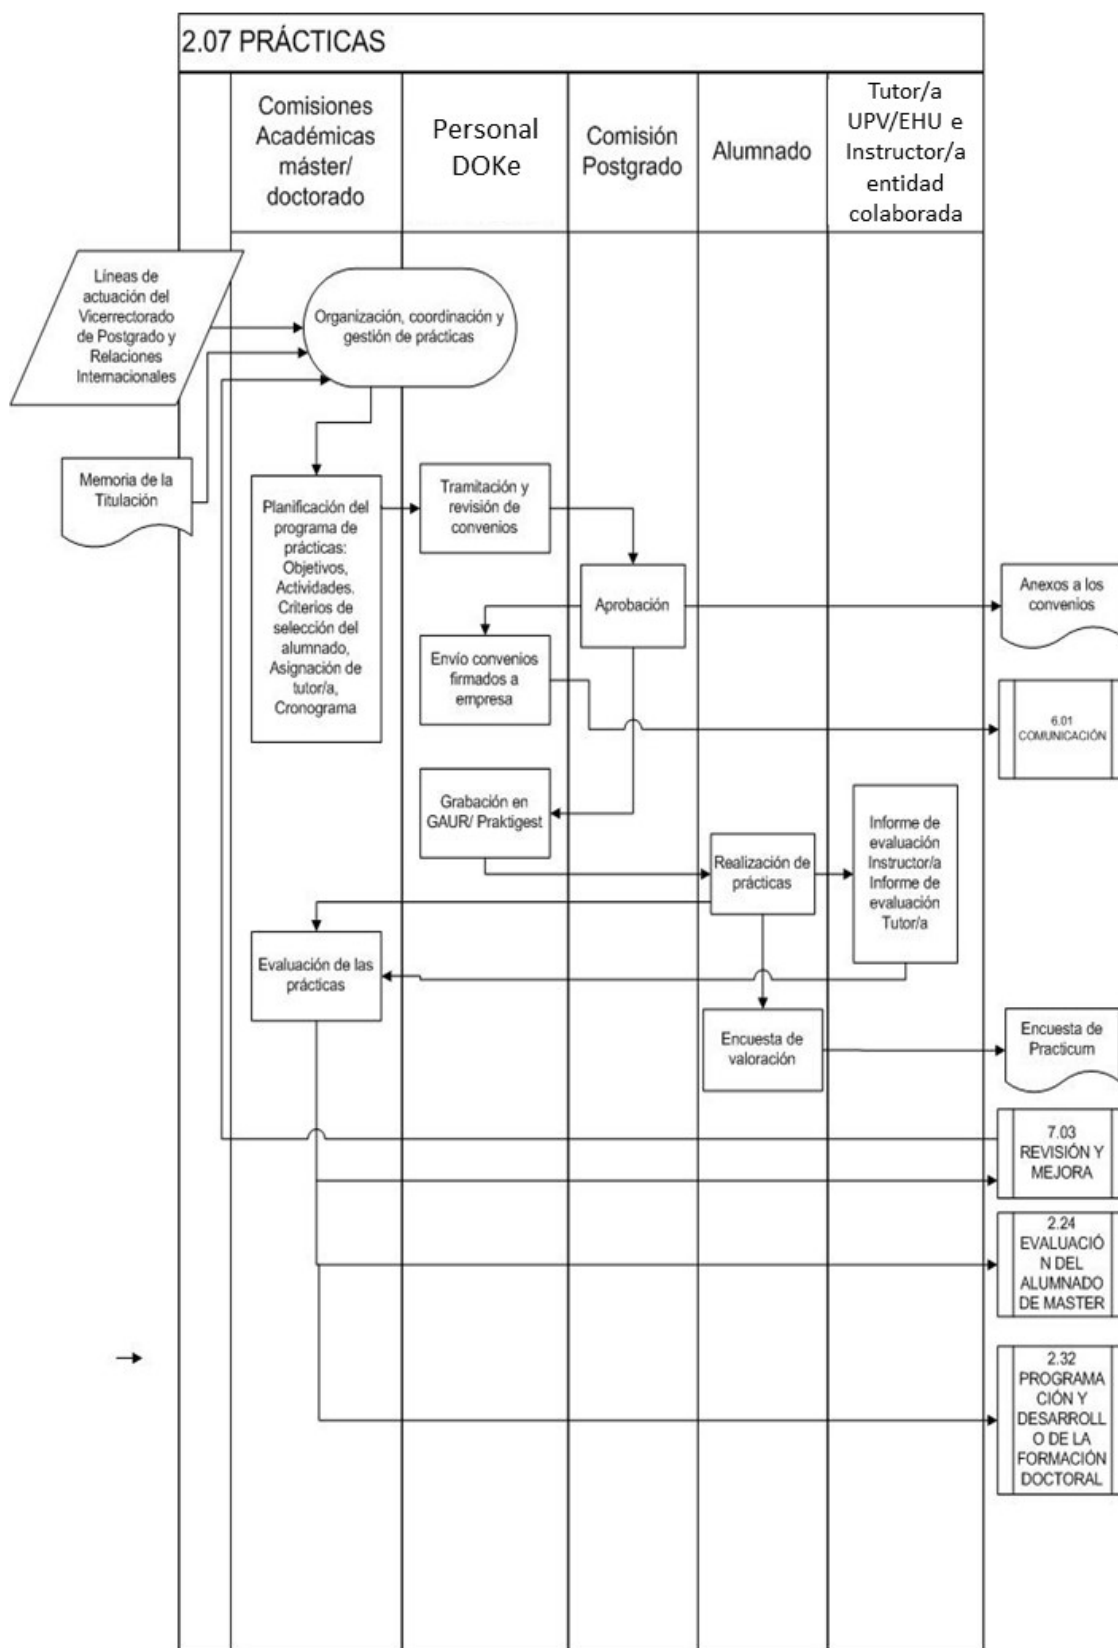 2.07 PRÁCTICAS
Comisiones
Académicas
máster/
doctorado
Personal
DOKe
Comisión
Postgrado
Alumnado
Tutor/a
UPV/EHU e
Instructor/a
entidad
colaborada
Líneas de
actuación del
Vicerrectorado
de Postgrado y
Relaciones
Internacionales
Organización, coordinación y
gestión de prácticas
Memoria de la
Titulación
Planificación del
programa de
prácticas:
Objetivos,
Actividades.
Criterios de
selección del
alumnado,
Asignación de
tutor/a,
Cronograma
Tramitación y
revisión de
convenios
Aprobación
Anexos a los
convenios
Envío convenios
firmados a
empresa
6.01
COMUNICACIÓN
Grabación en
GAUR/ Praktigest
Realización de
prácticas
Informe de
evaluación
Instructor/a
Informe de
evaluación
Tutor/a
Evaluación de las
prácticas
Encuesta de
valoración
Encuesta de
Practicum
7.03
REVISIÓN Y
MEJORA
2.24
EVALUACIÓ
N DEL
ALUMNADO
DE MASTER
2.32
PROGRAMA
CIÓN Y
DESARROLL
O DE LA
FORMACIÓN
DOCTORAL